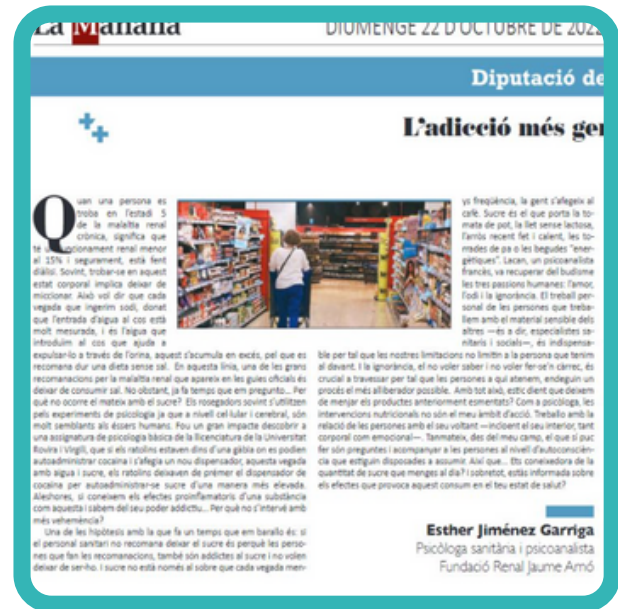 La Mañana
DIUMENGE 22 D'OCTUBRE DE 2022
Diputació de
L'adicció més gen
Quan una persona es
troba en l'estadi 5
de la malaltia renal
crònica, significa que
té un funcionament renal menor
al 15% i segurament, està fent
diàlisi. Sovint, trobar-se en aquest
estat corporal implica deixar de
miccionar. Això vol dir que cada
vegada que ingerim sodi, donat
que l'entrada d'aigua al cos està
molt mesurada, i és l'aigua que
introduïm al cos que ajuda a
expulsar-lo a través de l'orina, aquest s'acumula en excés, pel que es
recomana dur una dieta sense sal. En aquesta línia, una de les grans
recomanacions per la malaltia renal que apareix en les guies oficials és
deixar de consumir sal. No obstant, ja fa temps que em pregunto... Per
què no ocorre el mateix amb el sucre? Els rosegadors sovint s'utilitzen
pels experiments de psicologia ja que a nivell cel·lular i cerebral, són
molt semblants als éssers humans. Fou un gran impacte descobrir a
una assignatura de psicologia bàsica de la llicenciatura de la Universitat
Rovira i Virgili, que si els ratolins estaven dins d'una gàbia on es podien
autoadministrar cocaïna i s'afegia un nou dispensador, aquesta vegada
amb aigua i sucre, els ratolins deixaven de prémer el dispensador de
cocaïna per autoadministrar-se sucre d'una manera més elevada.
Aleshores, si coneixem els efectes proinflamatoris d'una substància
com aquesta i sabem del seu poder addictiu... Per què no s'intervé amb
més vehemència?
Una de les hipòtesis amb la que fa un temps que em barallo és: si
el personal sanitari no recomana deixar el sucre és perquè les perso-
nes que fan les recomanacions, també són addictes al sucre i no volen
deixar de ser-ho. I sucre no està només al sobre que cada vegada men-
ys freqüència, la gent s'afegeix al
cafè. Sucre és el que porta la to-
mata de pot, la llet sense lactosa,
l'arròs recent fet i calent, les to-
rrades de pa o les begudes "ener-
gètiques". Lacan, un psicoanalista
francès, va recuperar del budisme
les tres passions humanes: l'amor,
l'odi i la ignorància. El treball per-
sonal de les persones que treba-
llem amb el material sensible dels
altres —és a dir, especialistes sa-
nitaris i socials—, és indispensa-
ble per tal que les nostres limitacions no limitin a la persona que tenim
al davant. I la ignorància, el no voler saber i no voler fer-se'n càrrec, és
crucial a travessar per tal que les persones a qui atenem, endeguin un
procés el més alliberador possible. Amb tot això, estic dient que deixem
de menjar els productes anteriorment esmentats? Com a psicòloga, les
intervencions nutricionals no són el meu àmbit d'acció. Treballo amb la
relació de les persones amb el seu voltant —incloent el seu interior, tant
corporal com emocional—. Tanmateix, des del meu camp, el que sí puc
fer són preguntes i acompanyar a les persones al nivell d'autoconscièn-
cia que estiguin disposades a assumir. Així que... Ets coneixedora de la
quantitat de sucre que menges al dia? I sobretot, estàs informada sobre
els efectes que provoca aquest consum en el teu estat de salut?
Esther Jiménez Garriga
Psicòloga sanitària i psicoanalista
Fundació Renal Jaume Arnó